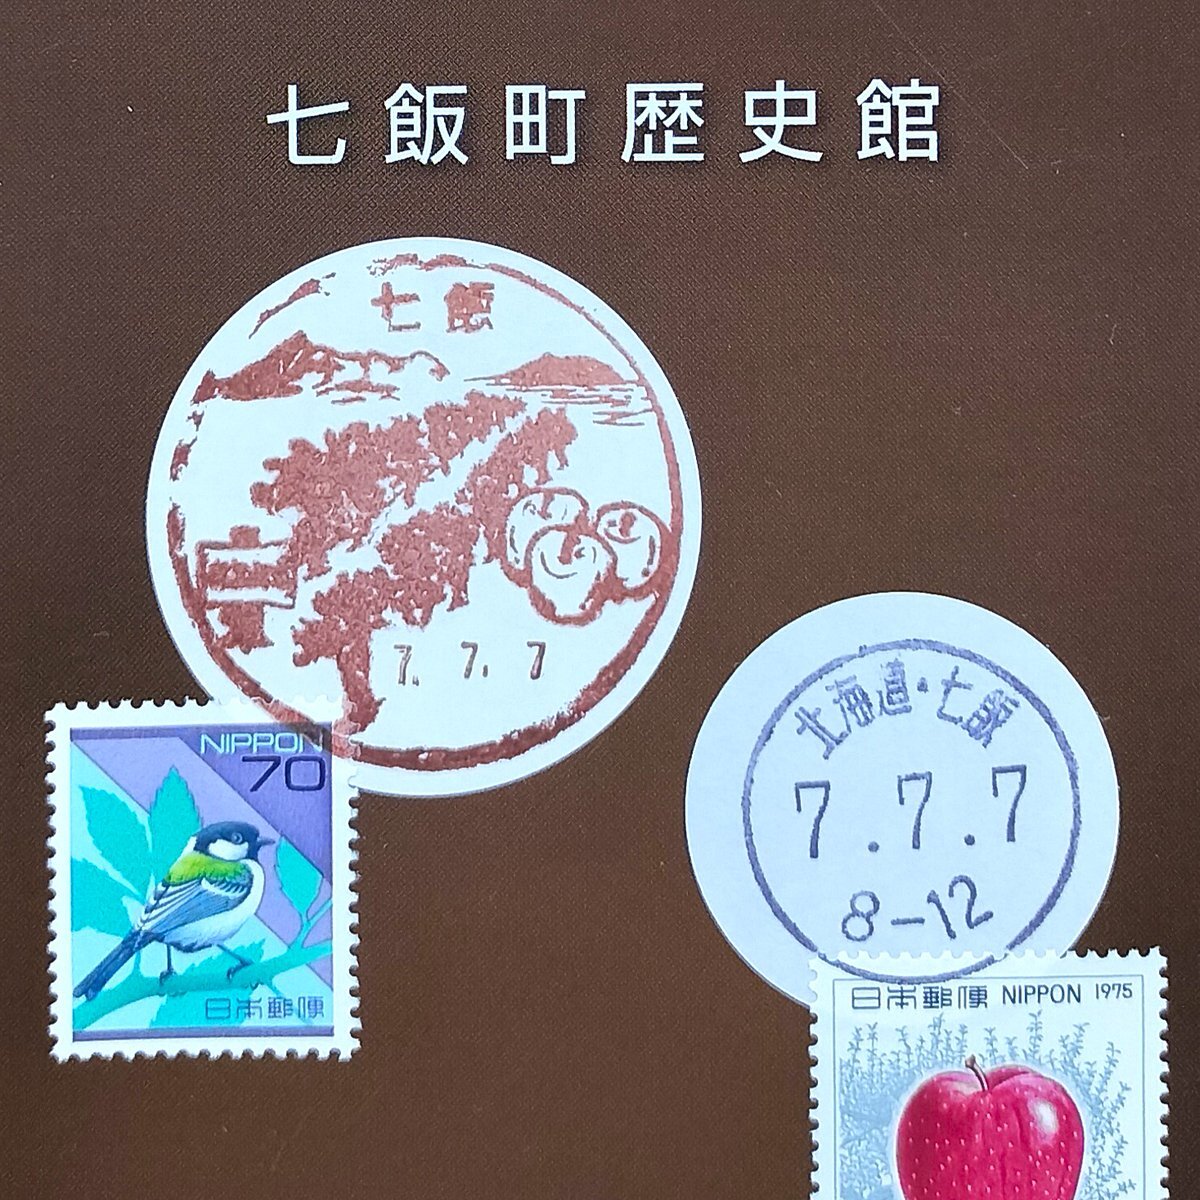 七飯町歴史館
七飯
7. 7. 7
NIPPON
70
日本郵便
北海道・七飯
7.7.7
8-12
日本郵便 NIPPON 1975